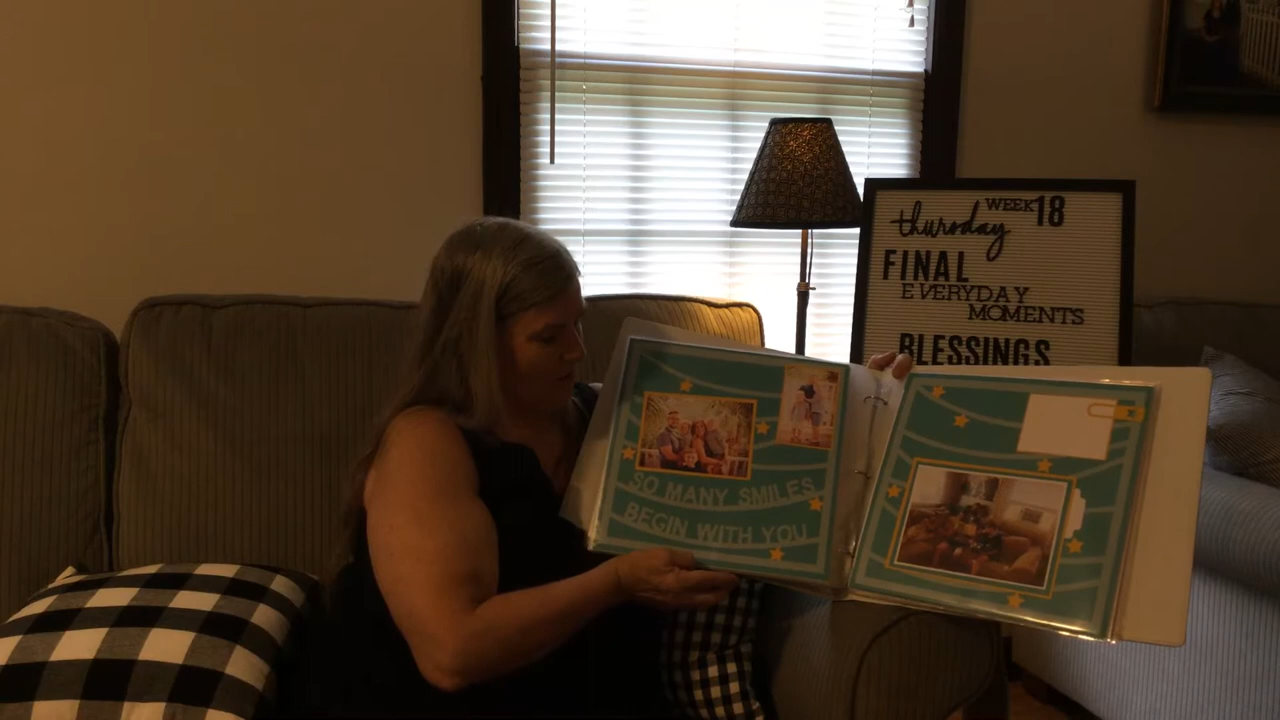 WEEK 18
thursday
FINAL
EVERYDAY
MOMENTS
BLESSINGS
SO MANY SMILES
BEGIN WITH YOU